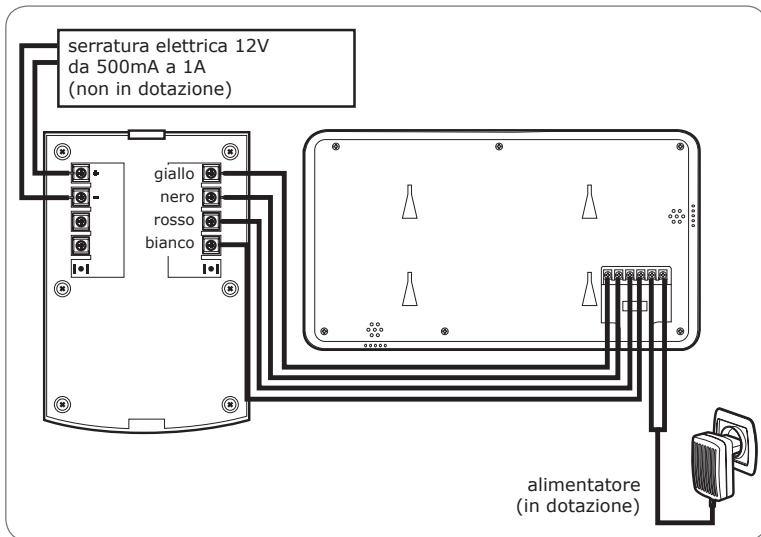 serratura elettrica 12V
da 500mA a 1A
(non in dotazione)
+
-
giallo
nero
rosso
bianco
alimentatore
(in dotazione)